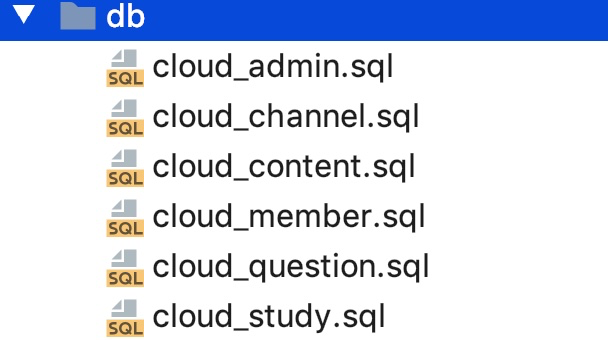 db
SQL cloud_admin.sql
SQL cloud_channel.sql
SQL cloud_content.sql
SQL cloud_member.sql
SQL cloud_question.sql
SQL cloud_study.sql